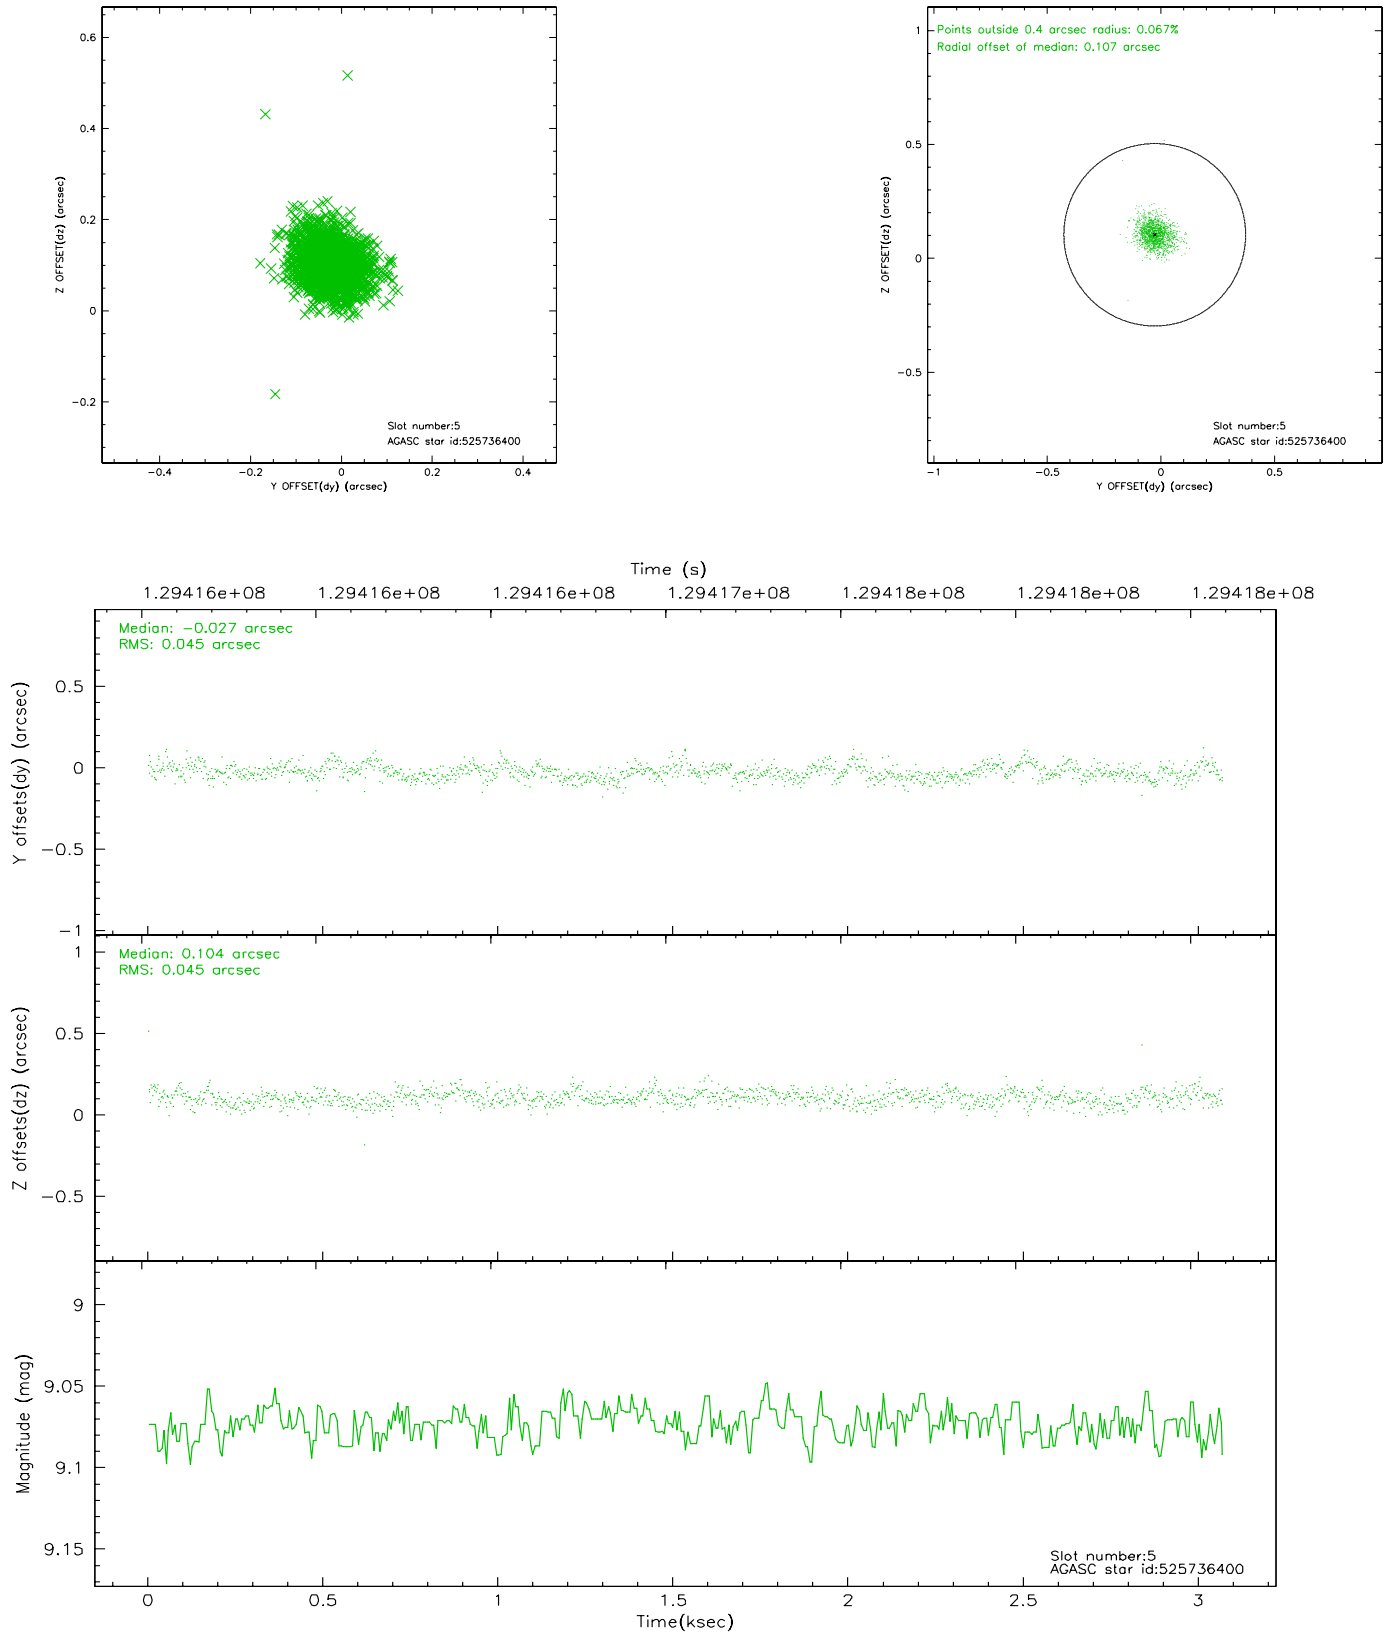 0.6
0.4
0.2
0
−0.2
Z OFFSET(dz) (arcsec)
−0.4 −0.2 0 0.2 0.4
Y OFFSET(dy) (arcsec)
Slot number:5
AGASC star id:525736400
Points outside 0.4 arcsec radius: 0.067%
Radial offset of median: 0.107 arcsec
1
0.5
0
−0.5
Z OFFSET(dz) (arcsec)
−1 −0.5 0 0.5
Y OFFSET(dy) (arcsec)
Slot number:5
AGASC star id:525736400
Time (s)
1.29416e+08 1.29416e+08 1.29416e+08 1.29417e+08 1.29418e+08 1.29418e+08 1.29418e+08
Median: −0.027 arcsec
RMS: 0.045 arcsec
0.5
0
−0.5
−1
Y offsets(dy) (arcsec)
Median: 0.104 arcsec
RMS: 0.045 arcsec
1
0.5
0
−0.5
Z offsets(dz) (arcsec)
9
9.05
9.1
9.15
Magnitude (mag)
Slot number:5
AGASC star id:525736400
0 0.5 1 1.5 2 2.5 3
Time(ksec)